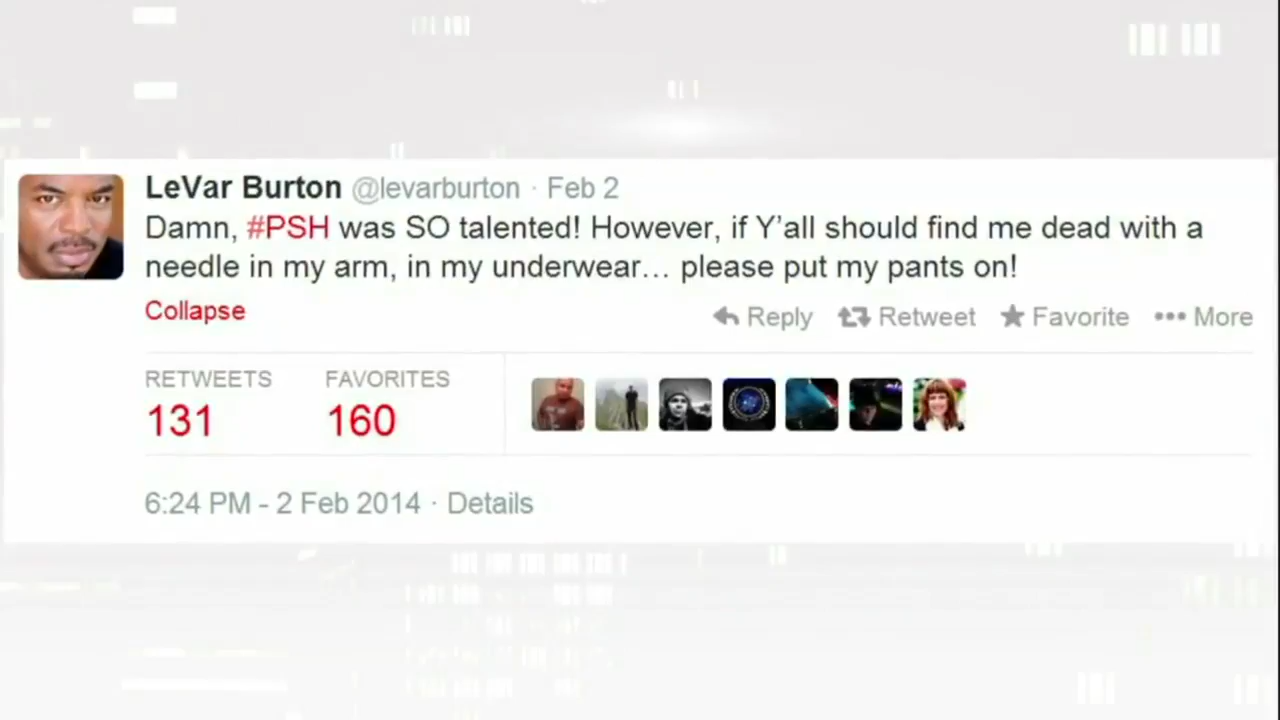 LeVar Burton @levarburton · Feb 2
Damn, #PSH was SO talented! However, if Y’all should find me dead with a
needle in my arm, in my underwear… please put my pants on!
Collapse Reply Retweet Favorite ••• More
RETWEETS FAVORITES
131 160
6:24 PM - 2 Feb 2014 · Details